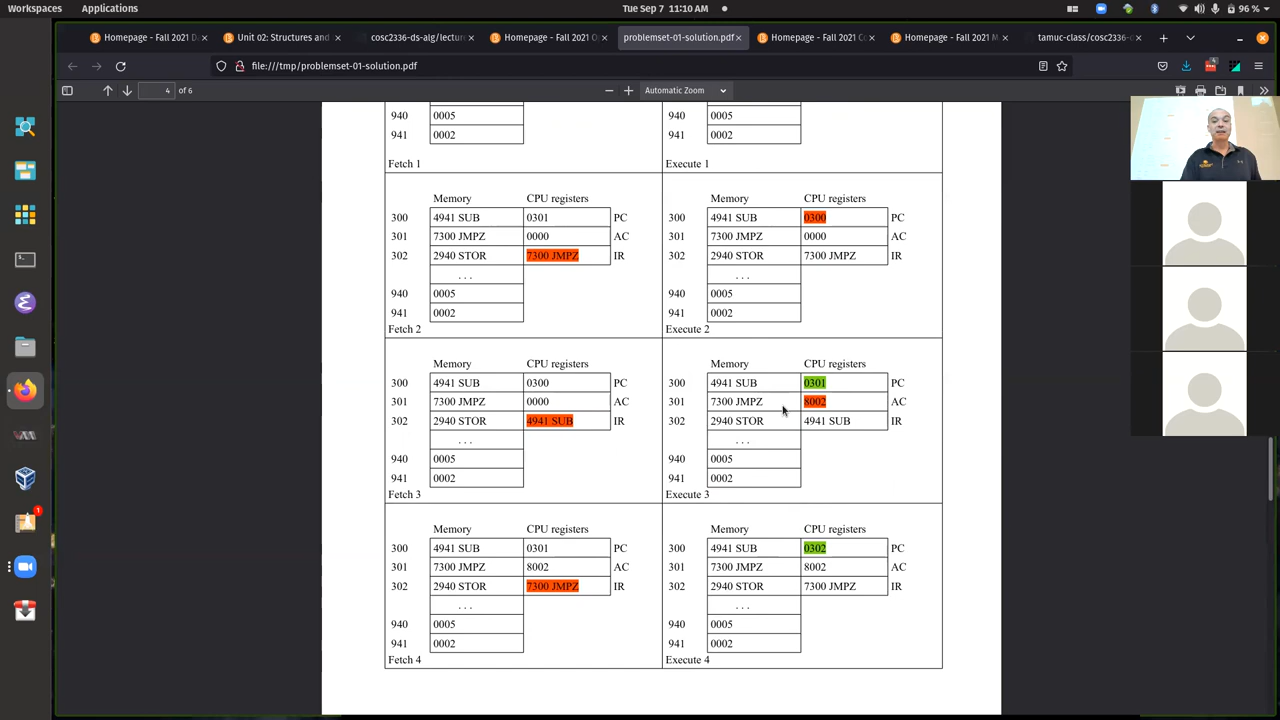 Workspaces Applications Tue Sep 7 11:10 AM 96 %
Homepage - Fall 2021 D
Unit 02: Structures and
cosc2336-ds-alg/lecture
Homepage - Fall 2021 O
problemset-01-solution.pdf
Homepage - Fall 2021 C
Homepage - Fall 2021 M
tamuc-class/cosc2336-d
file:///tmp/problemset-01-solution.pdf
4 of 6 Automatic Zoom
940 0005 940 0005
941 0002 941 0002
Fetch 1 Execute 1
Memory CPU registers Memory CPU registers
300 4941 SUB 0301 PC 300 4941 SUB 0300 PC
301 7300 JMPZ 0000 AC 301 7300 JMPZ 0000 AC
302 2940 STOR 7300 JMPZ IR 302 2940 STOR 7300 JMPZ IR
. . . . . .
940 0005 940 0005
941 0002 941 0002
Fetch 2 Execute 2
Memory CPU registers Memory CPU registers
300 4941 SUB 0300 PC 300 4941 SUB 0301 PC
301 7300 JMPZ 0000 AC 301 7300 JMPZ 8002 AC
302 2940 STOR 4941 SUB IR 302 2940 STOR 4941 SUB IR
. . . . . .
940 0005 940 0005
941 0002 941 0002
Fetch 3 Execute 3
Memory CPU registers Memory CPU registers
300 4941 SUB 0301 PC 300 4941 SUB 0302 PC
301 7300 JMPZ 8002 AC 301 7300 JMPZ 8002 AC
302 2940 STOR 7300 JMPZ IR 302 2940 STOR 7300 JMPZ IR
. . . . . .
940 0005 940 0005
941 0002 941 0002
Fetch 4 Execute 4